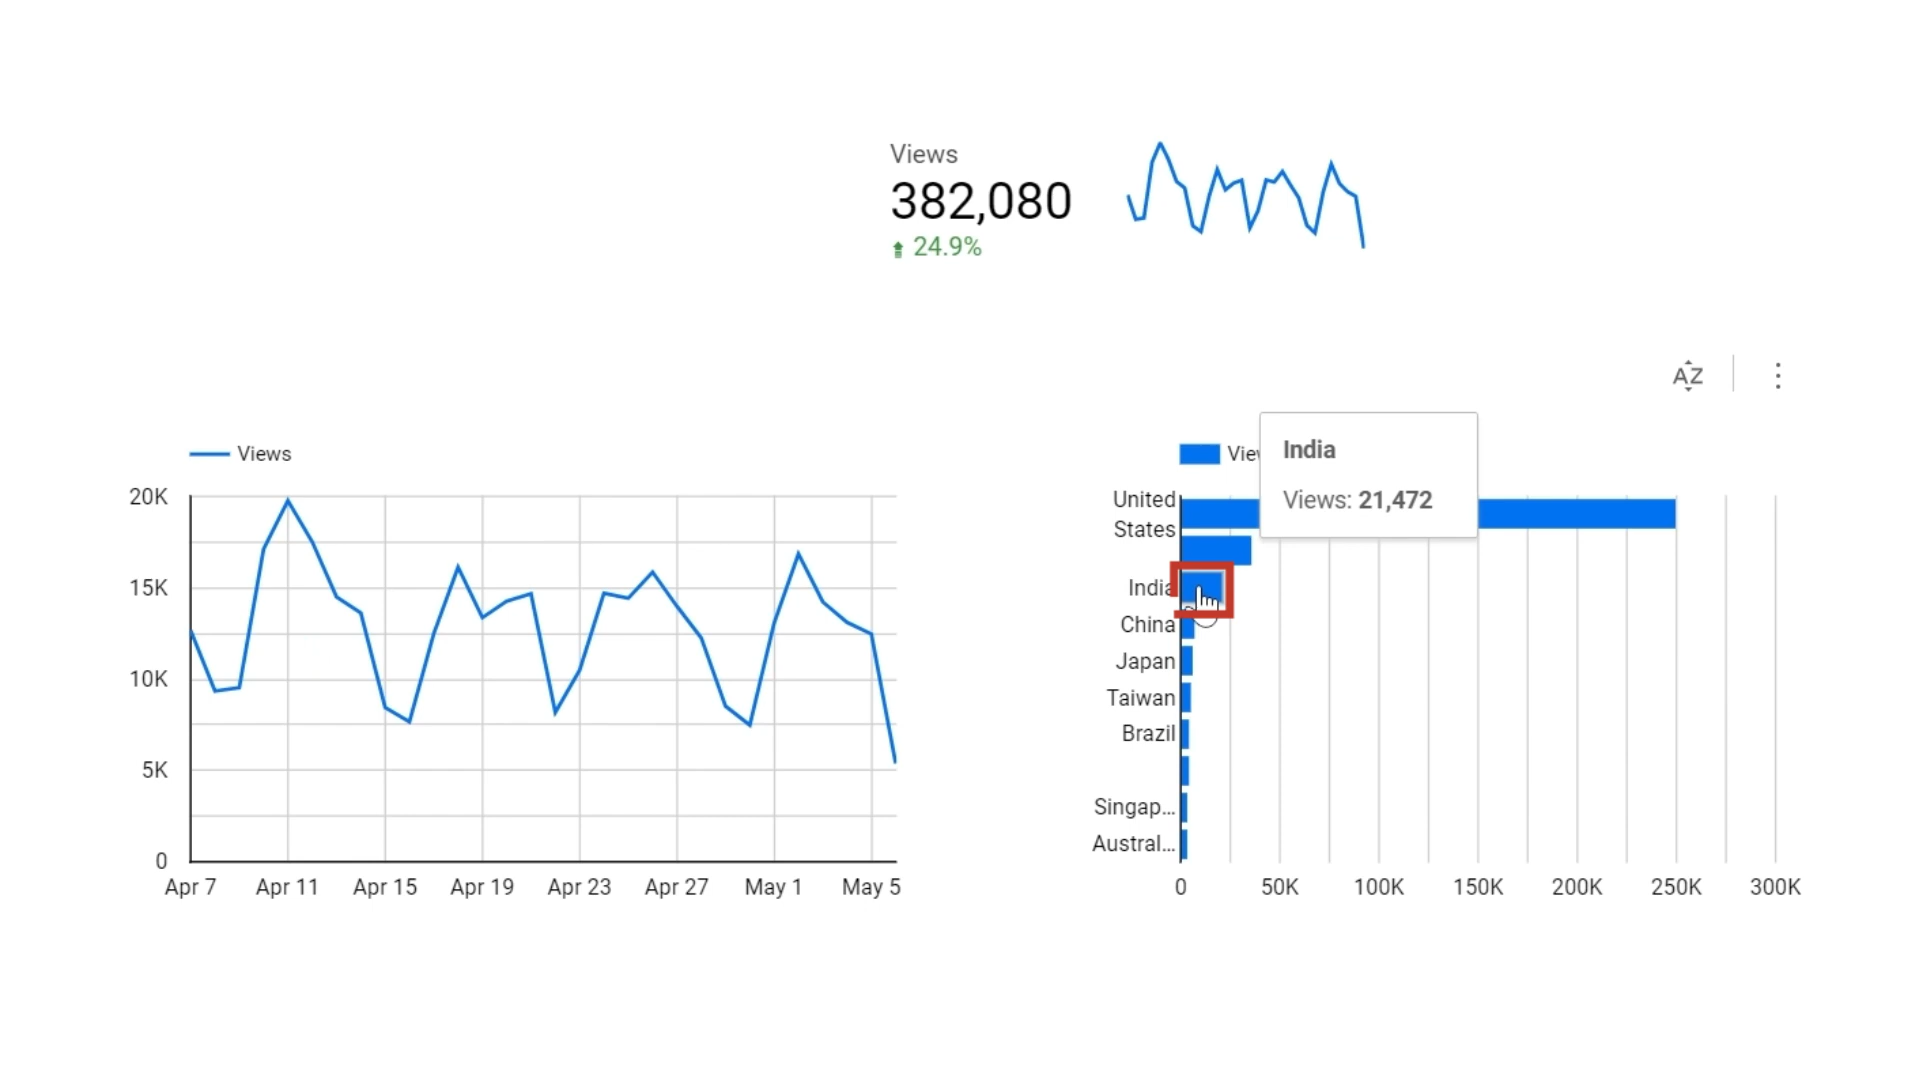 Views
382,080
24.9%
AZ
Views
20K
15K
10K
5K
0
Apr 7 Apr 11 Apr 15 Apr 19 Apr 23 Apr 27 May 1 May 5
India
Views: 21,472
United
States
India
China
Japan
Taiwan
Brazil
Singap...
Austral...
0 50K 100K 150K 200K 250K 300K